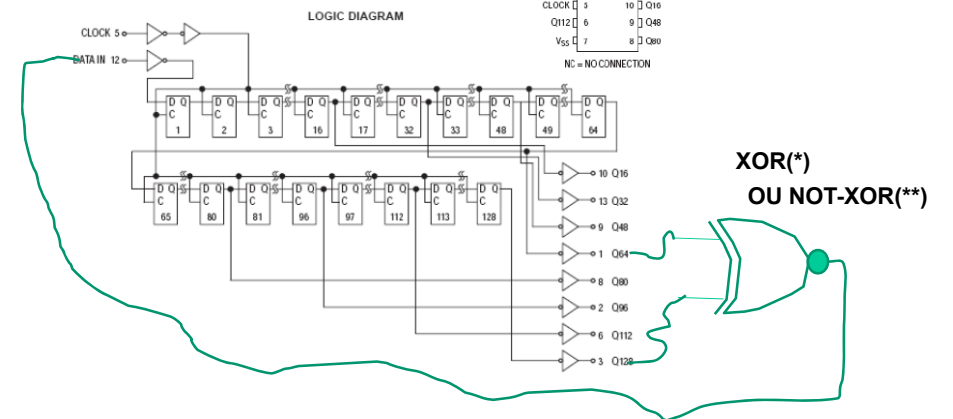 CLOCK 5 10 Q16
Q112 6 9 Q48
VSS 7 8 Q80
NC = NO CONNECTION
LOGIC DIAGRAM
CLOCK 5
DATA IN 12
D Q D Q D Q D Q D Q D Q D Q D Q D Q D Q
C C C C C C C C C C
1 2 3 16 17 32 33 48 49 64
D Q D Q D Q D Q D Q D Q D Q D Q
C C C C C C C C
65 80 81 96 97 112 113 128
10 Q16
13 Q32
9 Q48
1 Q64
8 Q80
2 Q96
6 Q112
3 Q128
XOR(*)
OU NOT-XOR(**)